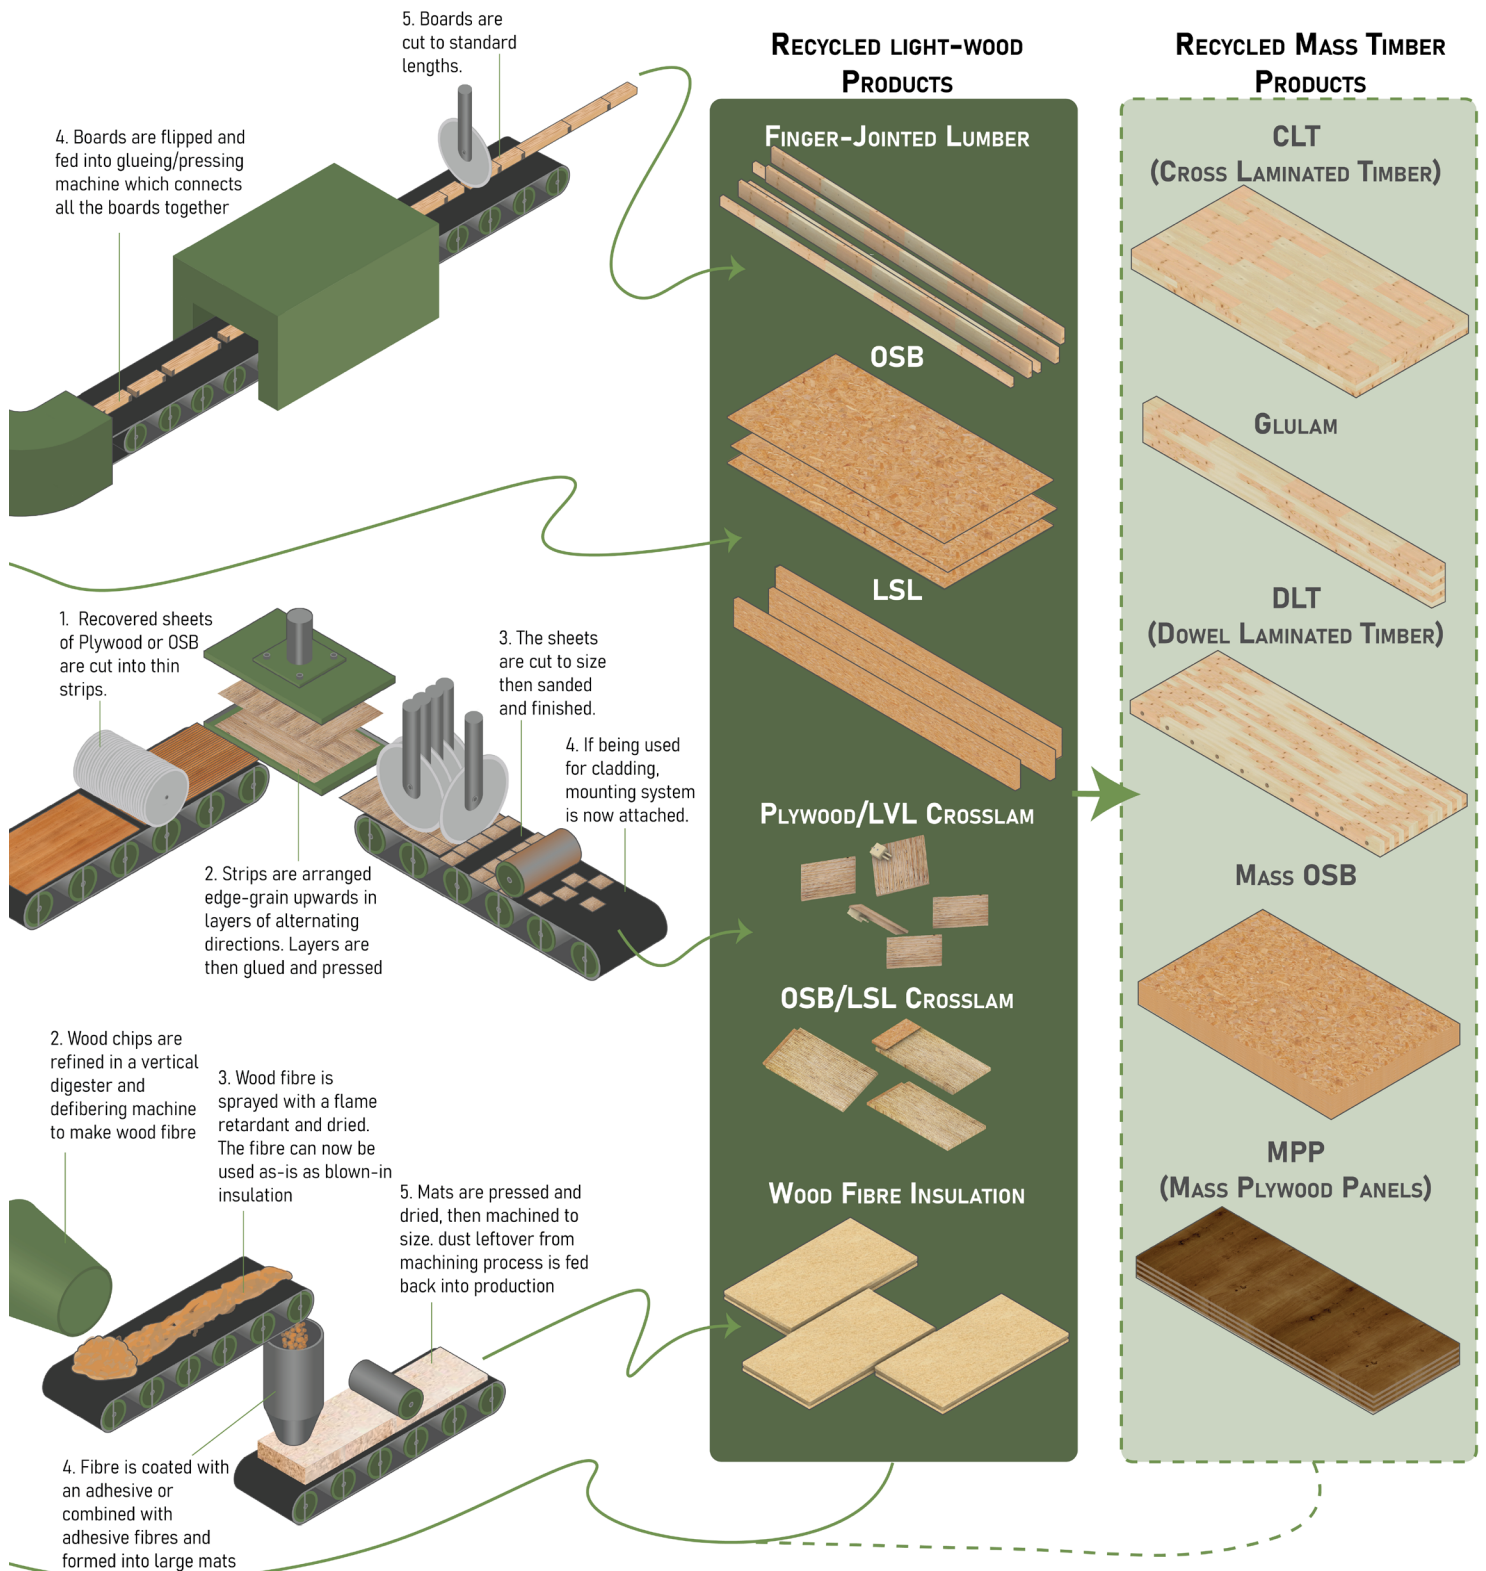 5. Boards are
cut to standard
lengths.
4. Boards are flipped and
fed into glueing/pressing
machine which connects
all the boards together
1. Recovered sheets
of Plywood or OSB
are cut into thin
strips.
2. Strips are arranged
edge-grain upwards in
layers of alternating
directions. Layers are
then glued and pressed
3. The sheets
are cut to size
then sanded
and finished.
4. If being used
for cladding,
mounting system
is now attached.
2. Wood chips are
refined in a vertical
digester and
defibering machine
to make wood fibre
3. Wood fibre is
sprayed with a flame
retardant and dried.
The fibre can now be
used as-is as blown-in
insulation
4. Fibre is coated with
an adhesive or
combined with
adhesive fibres and
formed into large mats
5. Mats are pressed and
dried, then machined to
size. dust leftover from
machining process is fed
back into production
Recycled light-wood
Products
Finger-Jointed Lumber
OSB
LSL
Plywood/LVL Crosslam
OSB/LSL Crosslam
Wood Fibre Insulation
Recycled Mass Timber
Products
CLT
(Cross Laminated Timber)
Glulam
DLT
(Dowel Laminated Timber)
Mass OSB
MPP
(Mass Plywood Panels)